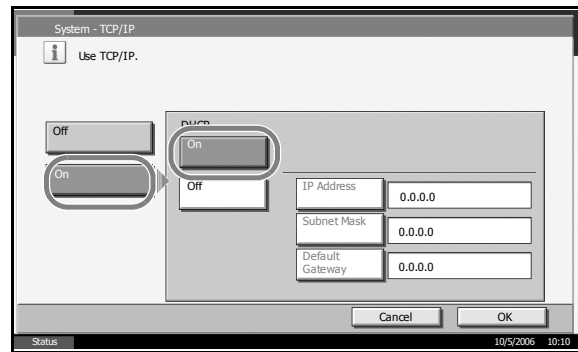 System - TCP/IP
Use TCP/IP.
Off
On
DHCP
On
Off
IP Address
0.0.0.0
Subnet Mask
0.0.0.0
Default
Gateway
0.0.0.0
Cancel
OK
Status
10/5/2006 10:10